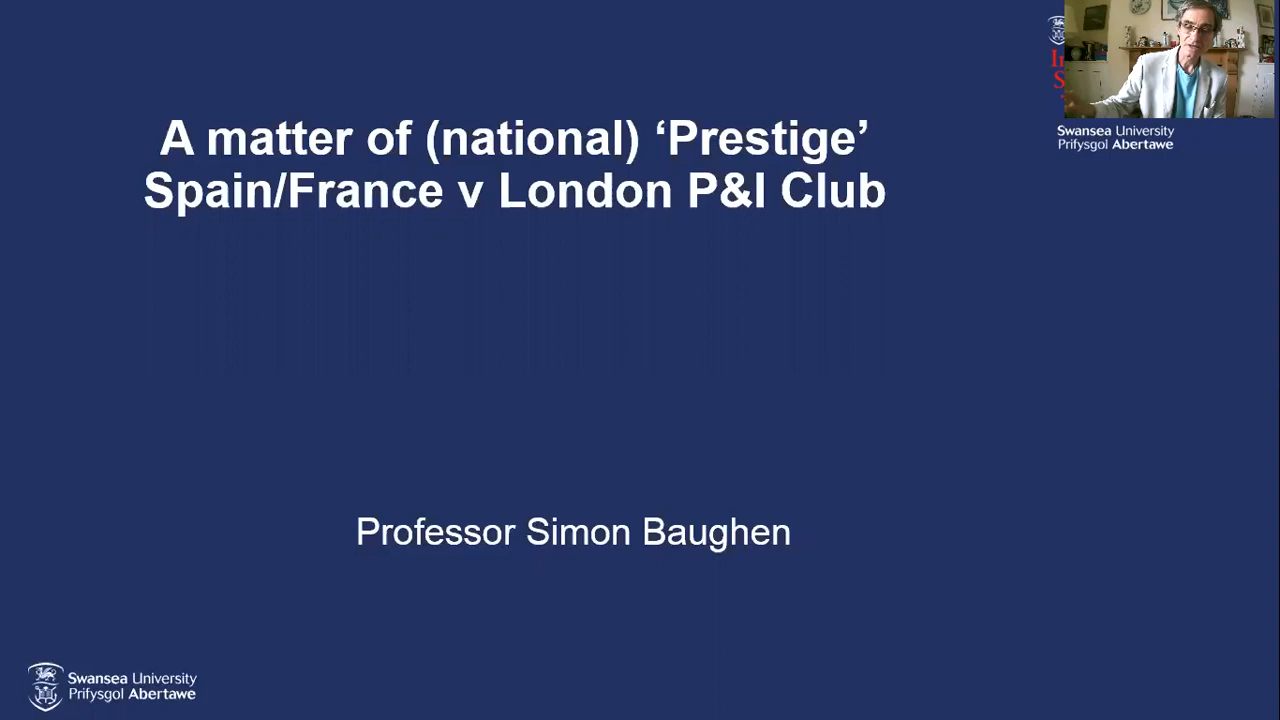 A matter of (national) ‘Prestige’
Spain/France v London P&I Club
Swansea University
Prifysgol Abertawe
Professor Simon Baughen
Swansea University
Prifysgol Abertawe